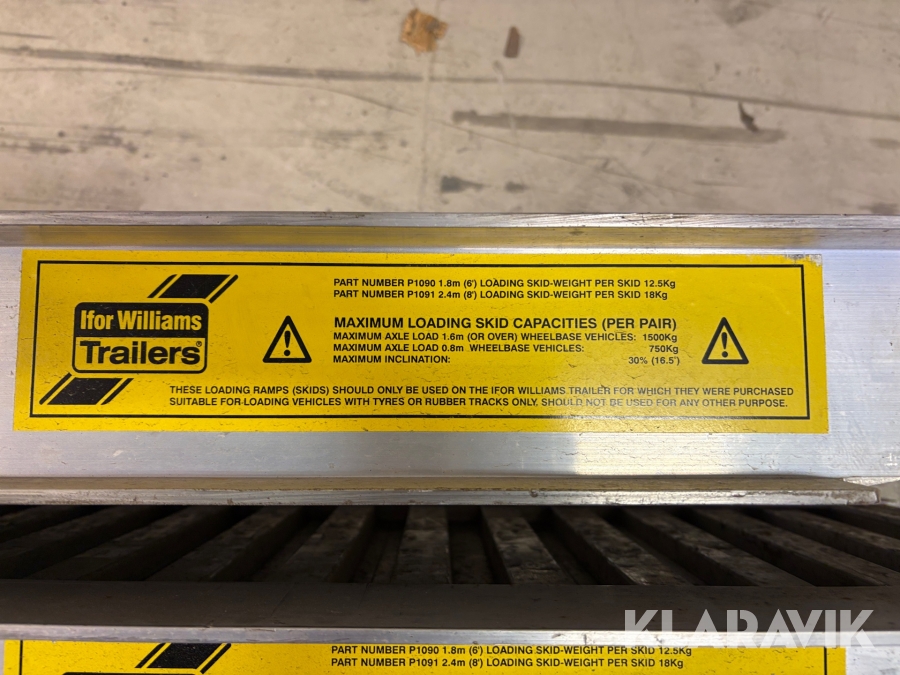 PART NUMBER P1090 1.8m (6') LOADING SKID-WEIGHT PER SKID 12.5Kg
PART NUMBER P1091 2.4m (8') LOADING SKID-WEIGHT PER SKID 18Kg
Ifor Williams
Trailers®
MAXIMUM LOADING SKID CAPACITIES (PER PAIR)
MAXIMUM AXLE LOAD 1.6m (OR OVER) WHEELBASE VEHICLES: 1500Kg
MAXIMUM AXLE LOAD 0.8m WHEELBASE VEHICLES: 750Kg
MAXIMUM INCLINATION: 30% (16.5°)
THESE LOADING RAMPS (SKIDS) SHOULD ONLY BE USED ON THE IFOR WILLIAMS TRAILER FOR WHICH THEY WERE PURCHASED
SUITABLE FOR LOADING VEHICLES WITH TYRES OR RUBBER TRACKS ONLY, SHOULD NOT BE USED FOR ANY OTHER PURPOSE.
KLARAVIK
PART NUMBER P1090 1.8m (6') LOADING SKID-WEIGHT PER SKID 12.5Kg
PART NUMBER P1091 2.4m (8') LOADING SKID-WEIGHT PER SKID 18Kg